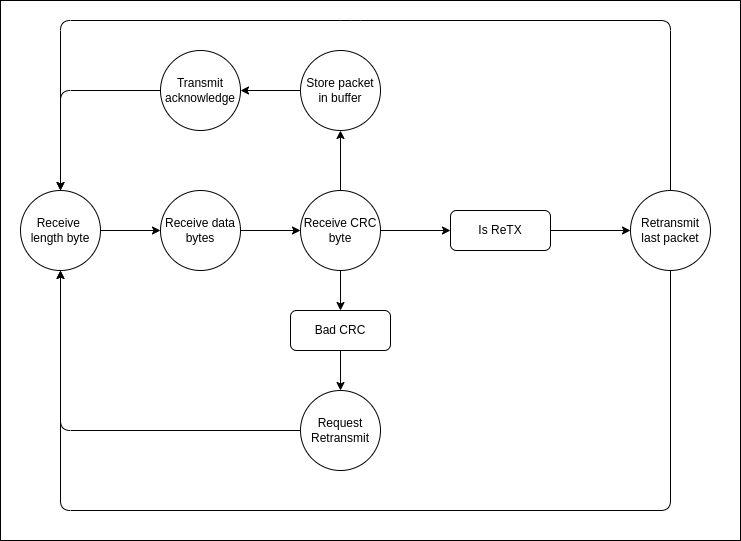 Transmit
acknowledge
Store packet
in buffer
Receive
length byte
Receive data
bytes
Receive CRC
byte
Is ReTX
Retransmit
last packet
Bad CRC
Request
Retransmit